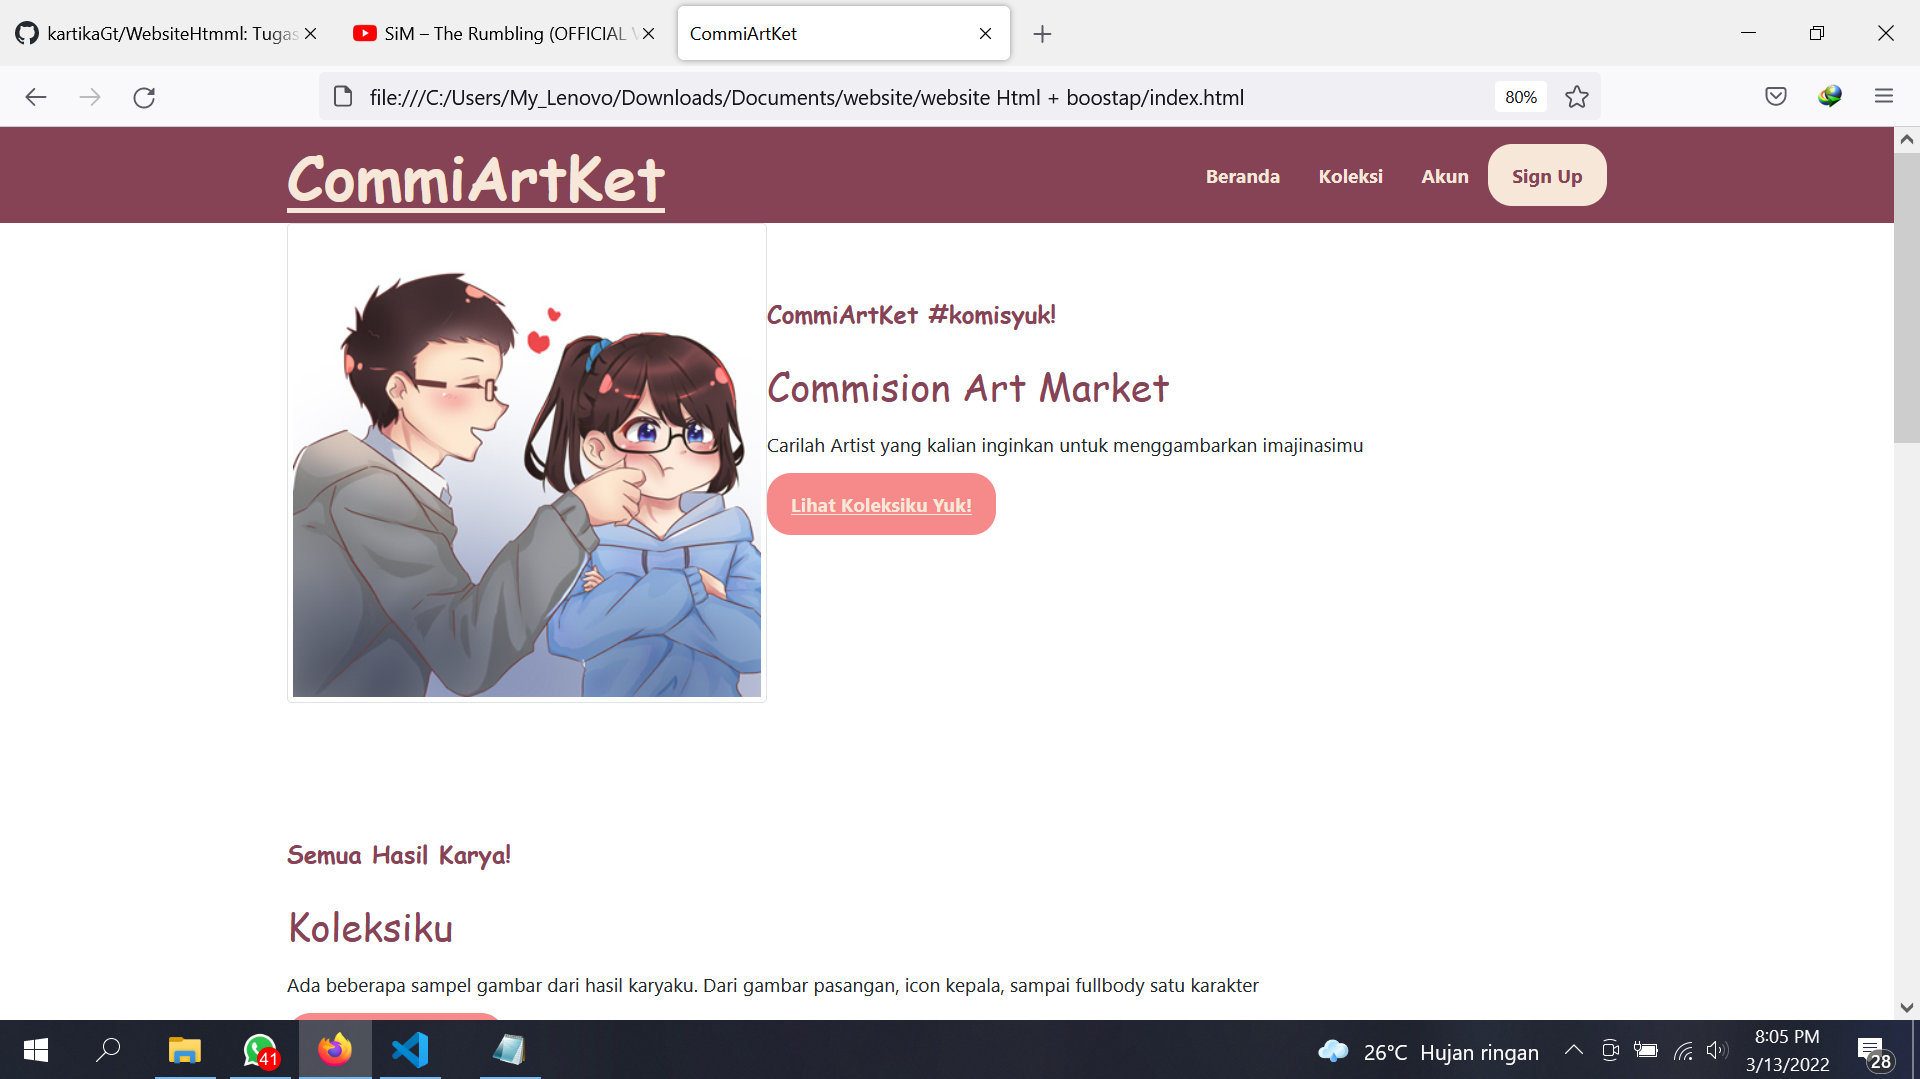 kartikaGt/WebsiteHtmml: Tugas
SiM – The Rumbling (OFFICIAL
CommiArtKet
file:///C:/Users/My_Lenovo/Downloads/Documents/website/website Html + boostap/index.html
80%
CommiArtKet
Beranda
Koleksi
Akun
Sign Up
CommiArtKet #komisyuk!
Commision Art Market
Carilah Artist yang kalian inginkan untuk menggambarkan imajinasimu
Lihat Koleksiku Yuk!
Semua Hasil Karya!
Koleksiku
Ada beberapa sampel gambar dari hasil karyaku. Dari gambar pasangan, icon kepala, sampai fullbody satu karakter
41
26°C Hujan ringan
8:05 PM
3/13/2022
28